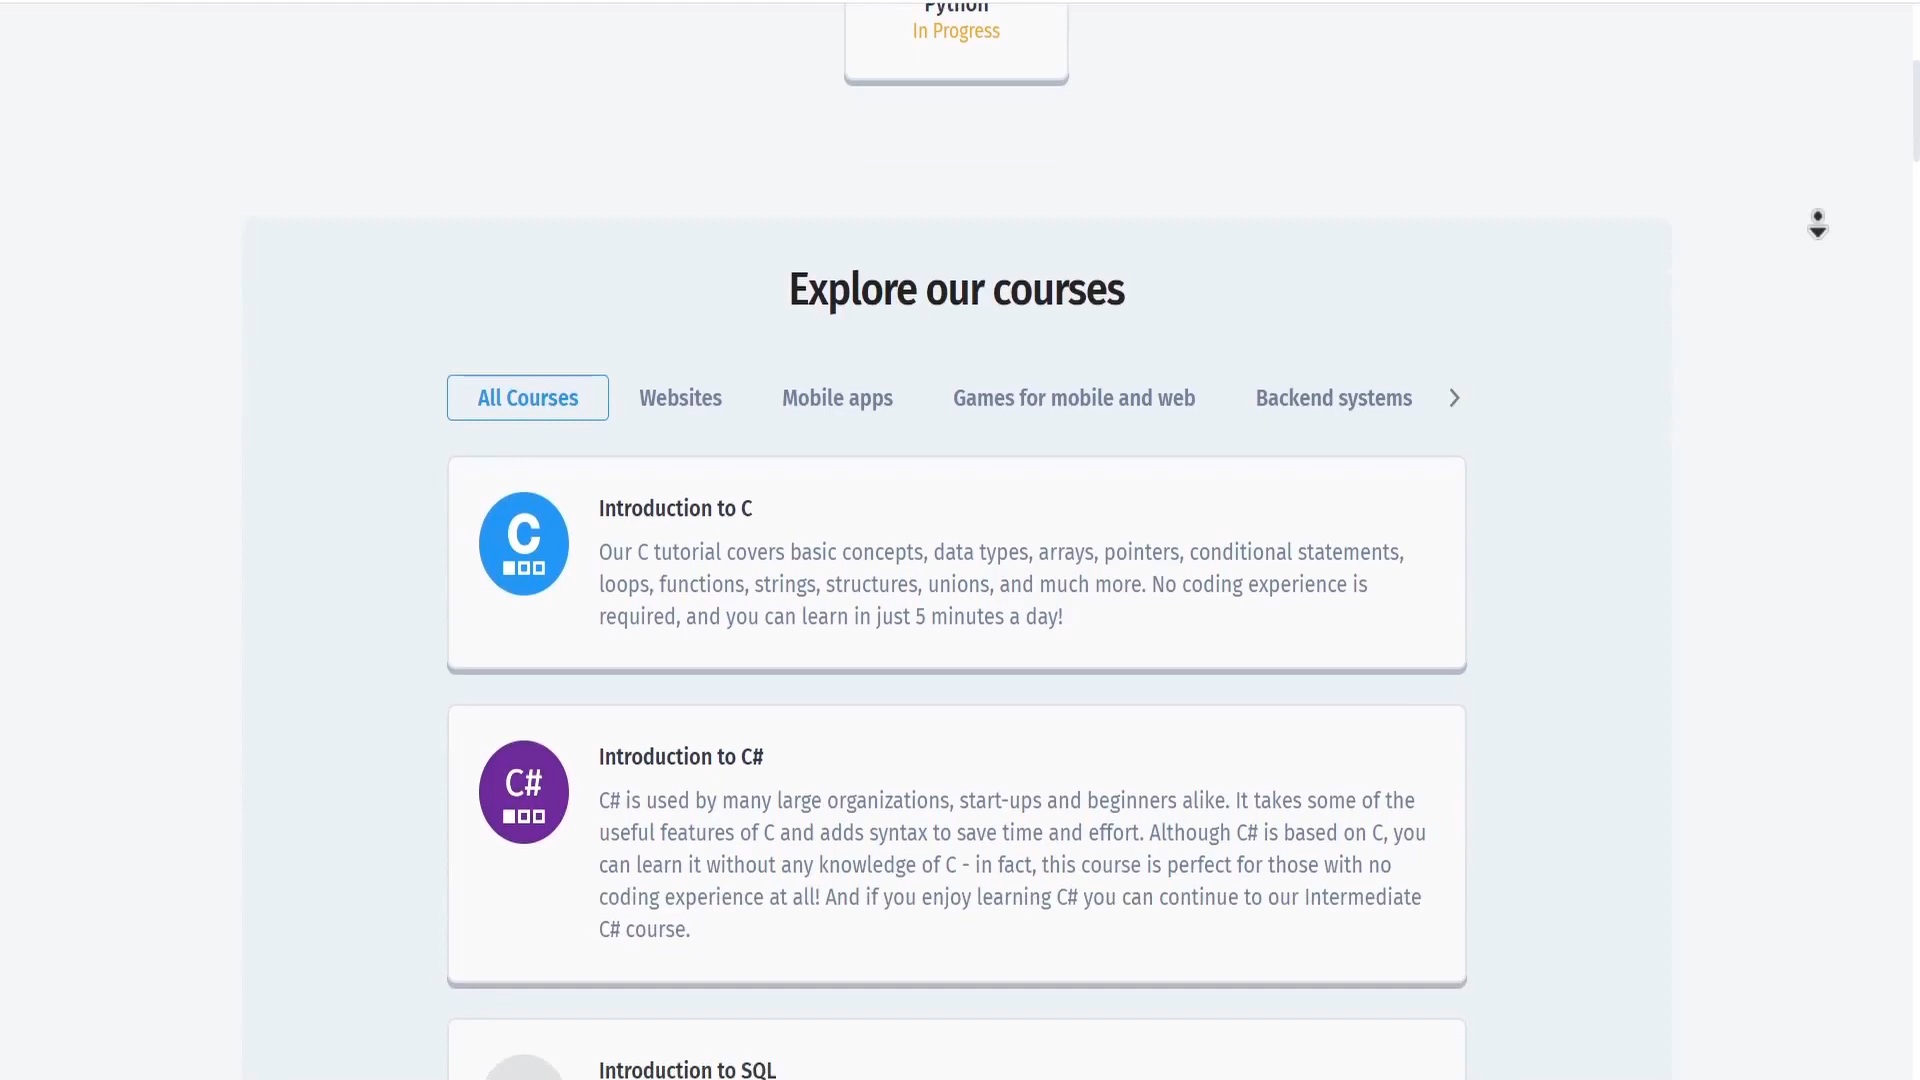 Python
In Progress
Explore our courses
All Courses Websites Mobile apps Games for mobile and web Backend systems
C
Introduction to C
Our C tutorial covers basic concepts, data types, arrays, pointers, conditional statements,
loops, functions, strings, structures, unions, and much more. No coding experience is
required, and you can learn in just 5 minutes a day!
C#
Introduction to C#
C# is used by many large organizations, start-ups and beginners alike. It takes some of the
useful features of C and adds syntax to save time and effort. Although C# is based on C, you
can learn it without any knowledge of C - in fact, this course is perfect for those with no
coding experience at all! And if you enjoy learning C# you can continue to our Intermediate
C# course.
Introduction to SQL